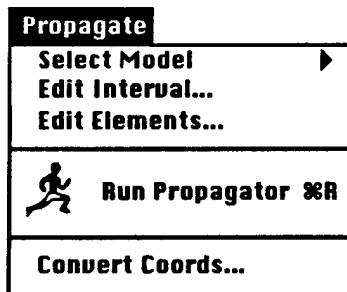 Propagate
Select Model ▶
Edit Interval...
Edit Elements...
Run Propagator ⌘R
Convert Coords...